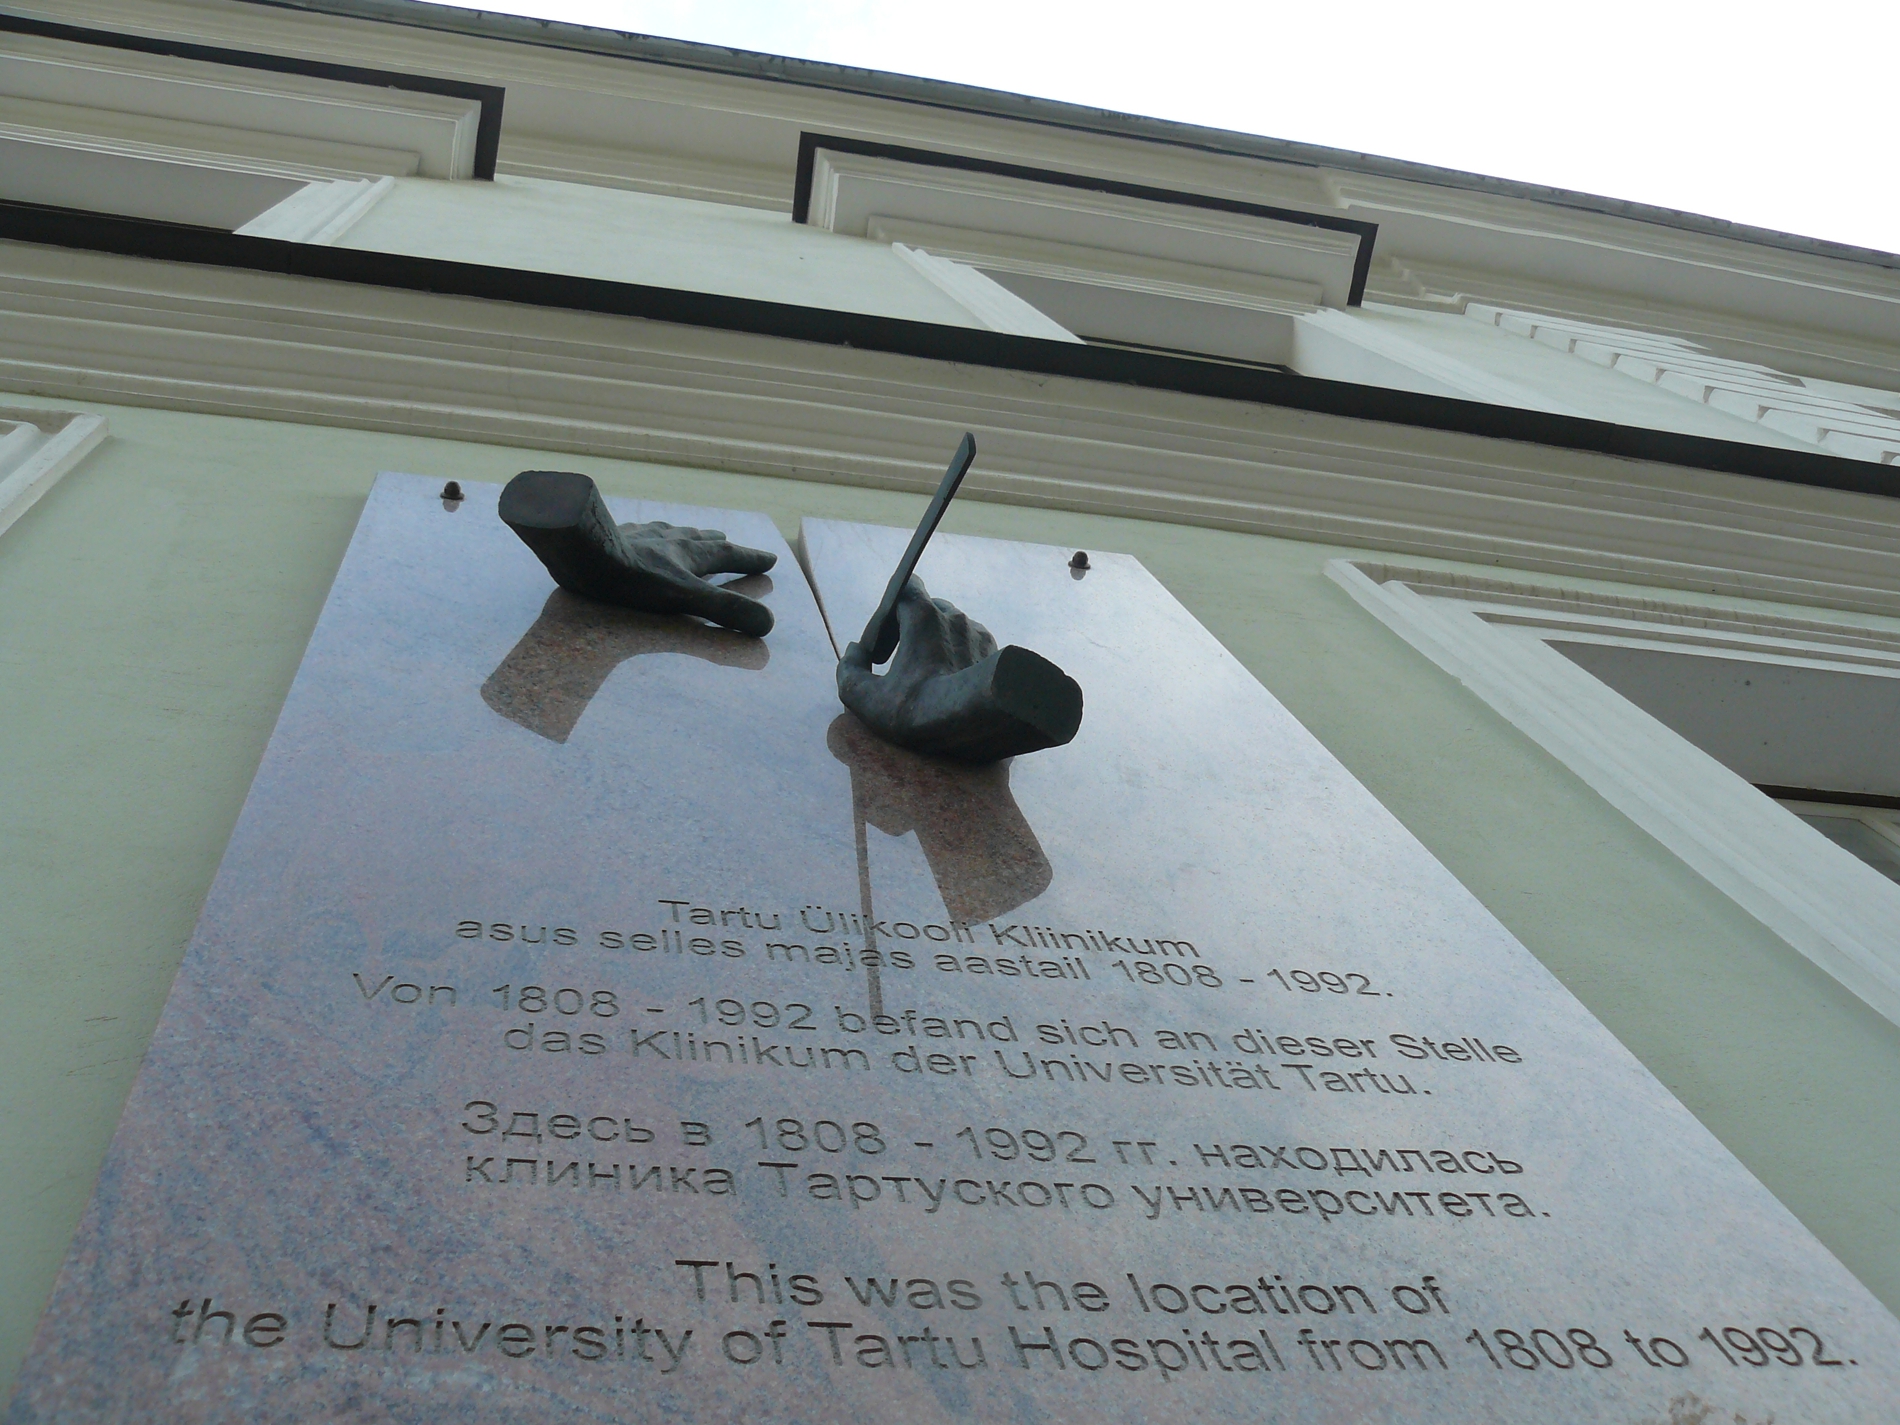 Tartu Ülikooli Kliinikum
asus selles majas aastail 1808 - 1992.
Von 1808 - 1992 befand sich an dieser Stelle
das Klinikum der Universität Tartu.
Здесь в 1808 - 1992 гг. находилась
клиника Тартуского университета.
This was the location of
the University of Tartu Hospital from 1808 to 1992.